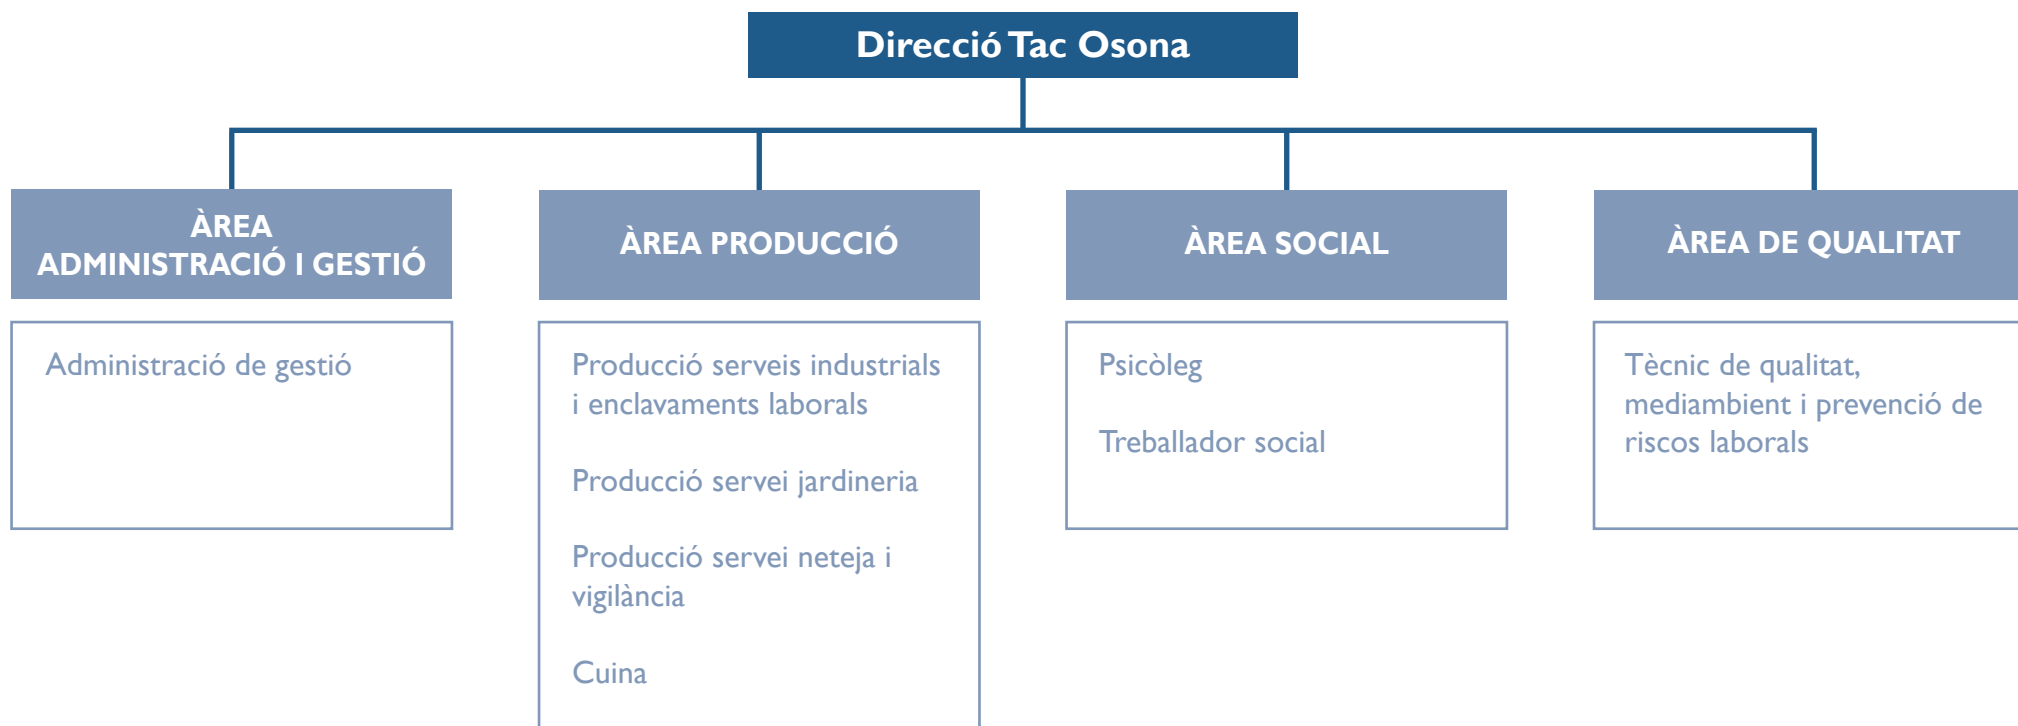 Direcció Tac Osona
ÀREA
ADMINISTRACIÓ I GESTIÓ
Administració de gestió
ÀREA PRODUCCIÓ
Producció serveis industrials
i enclavaments laborals
Producció servei jardineria
Producció servei neteja i
vigilància
Cuina
ÀREA SOCIAL
Psicòleg
Treballador social
ÀREA DE QUALITAT
Tècnic de qualitat,
mediambient i prevenció de
riscos laborals